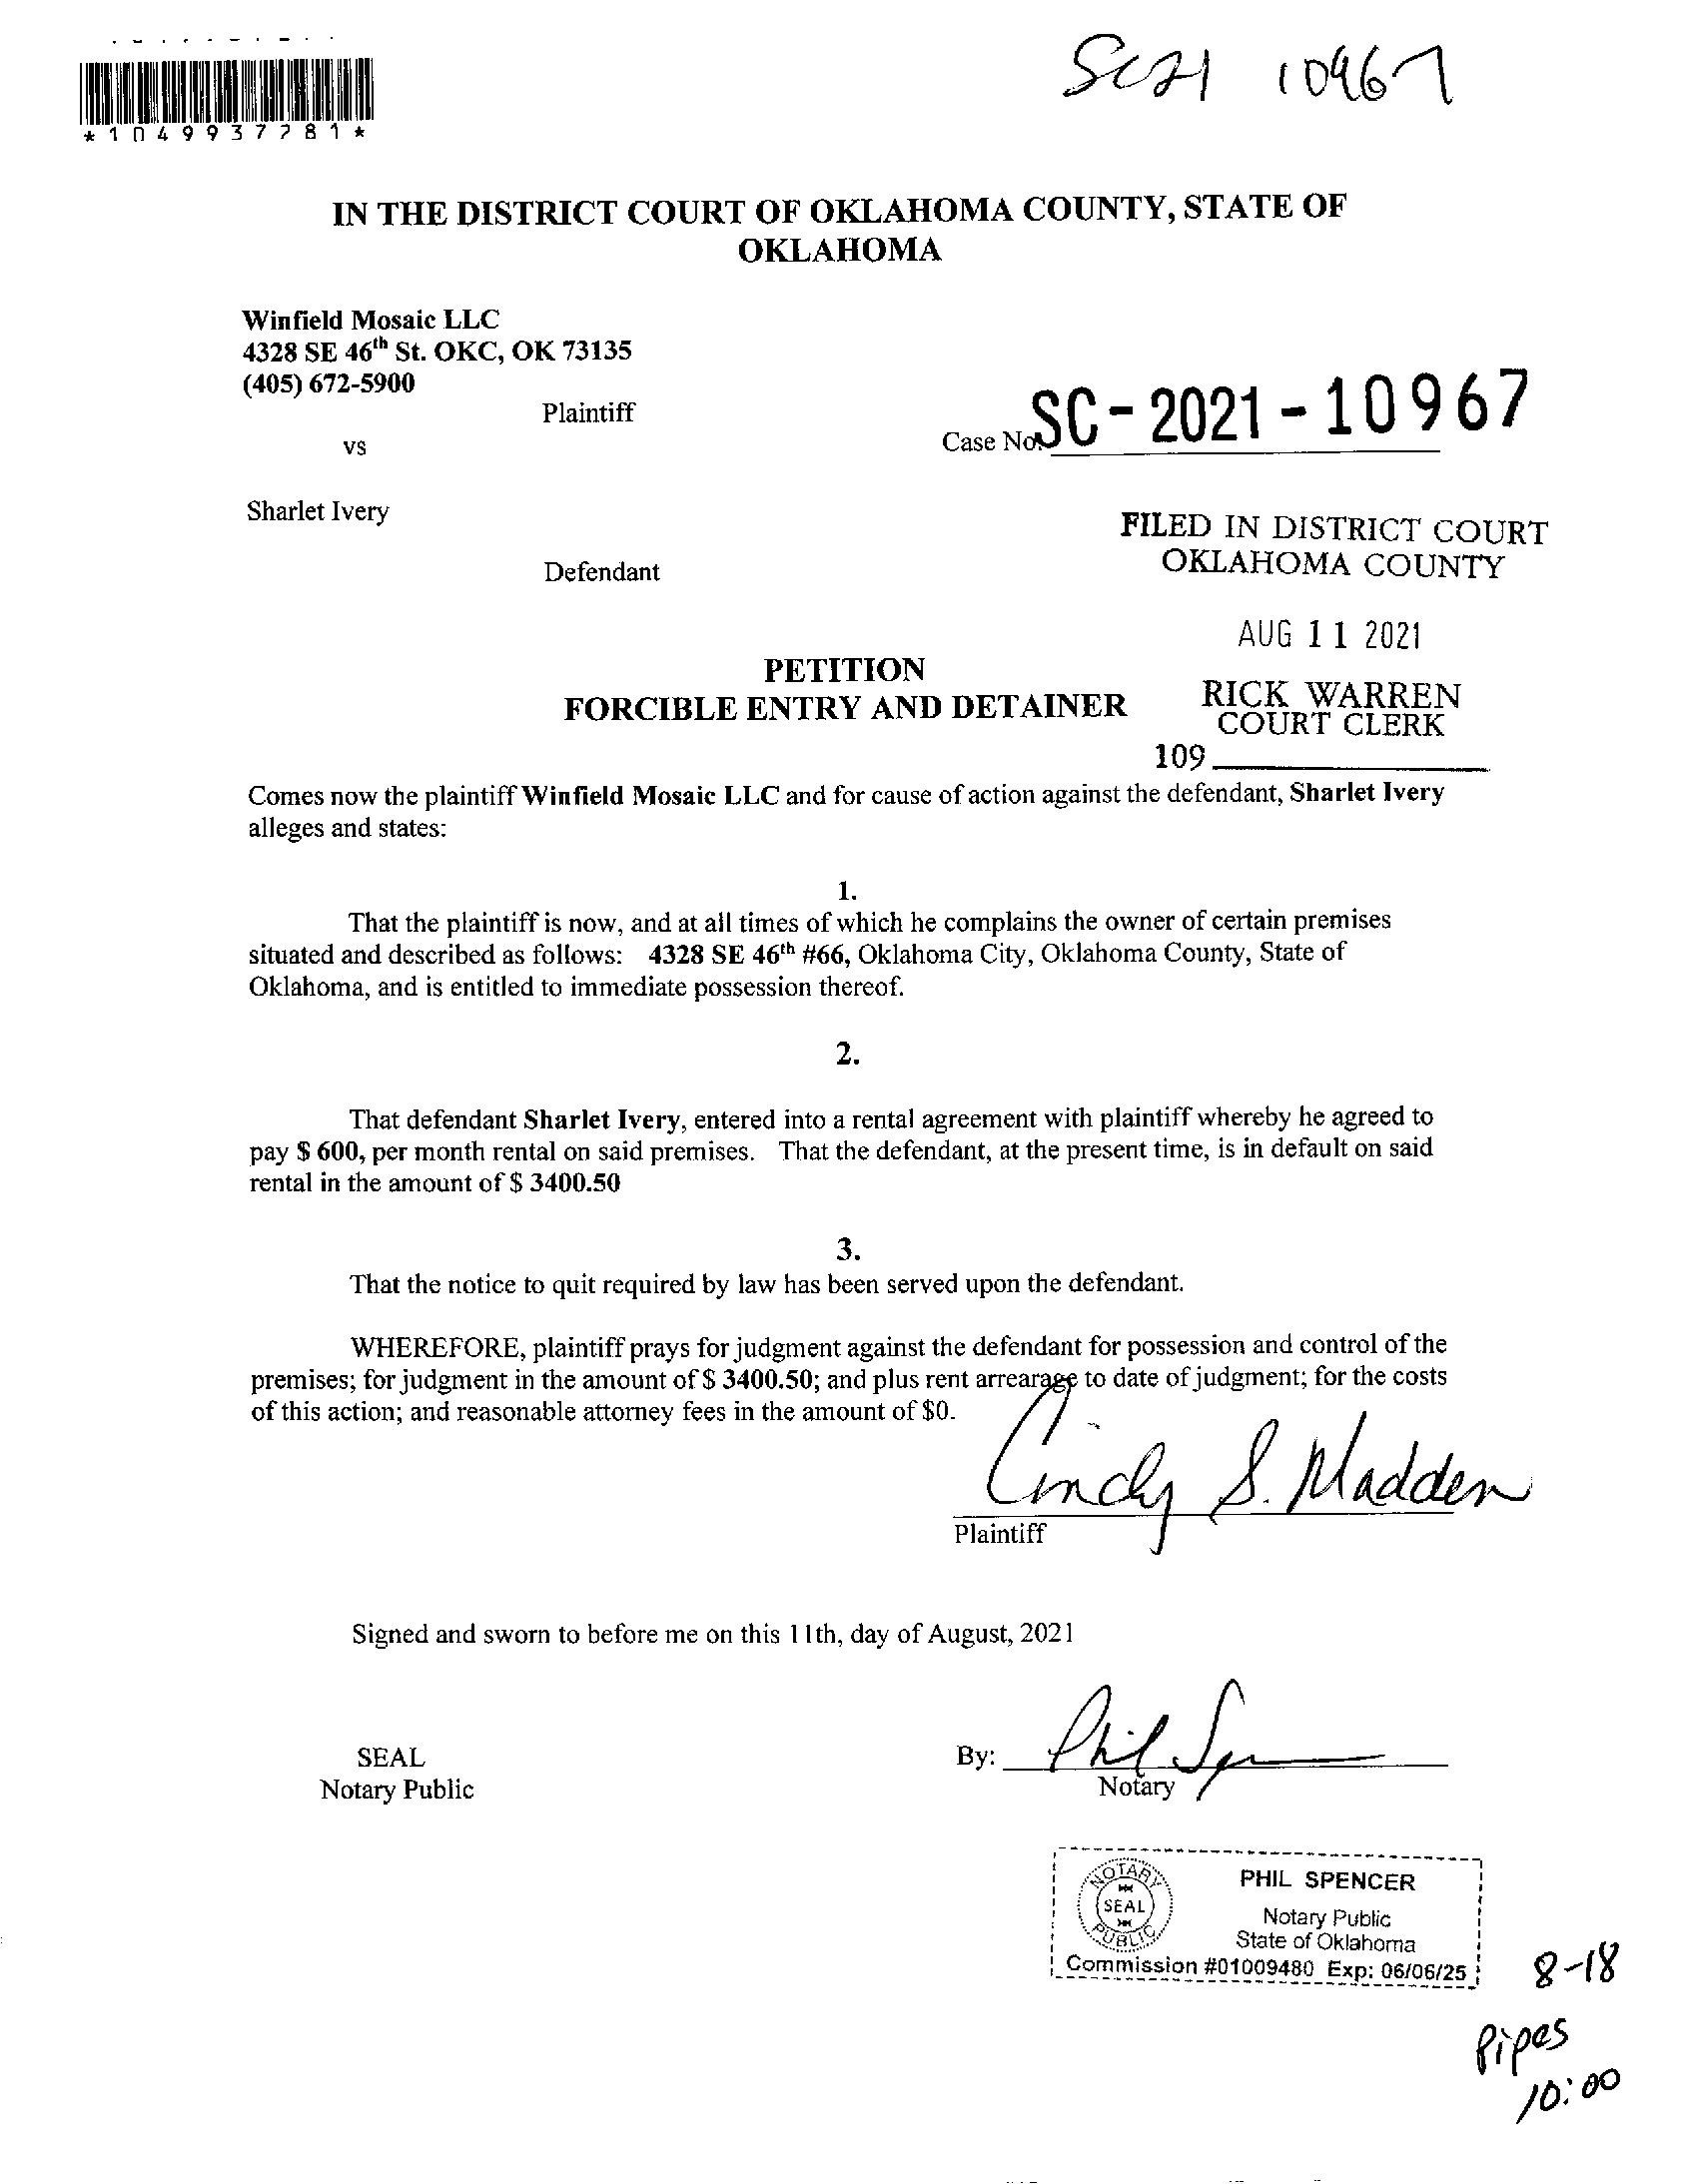 SC21 10967
*1049937281*
IN THE DISTRICT COURT OF OKLAHOMA COUNTY, STATE OF
OKLAHOMA
Winfield Mosaic LLC
4328 SE 46th St. OKC, OK 73135
(405) 672-5900
Plaintiff
vs
Case No. SC-2021-10967
Sharlet Ivery
Defendant
FILED IN DISTRICT COURT
OKLAHOMA COUNTY
AUG 11 2021
RICK WARREN
COURT CLERK
109
PETITION
FORCIBLE ENTRY AND DETAINER
Comes now the plaintiff Winfield Mosaic LLC and for cause of action against the defendant, Sharlet Ivery
alleges and states:
1.
That the plaintiff is now, and at all times of which he complains the owner of certain premises
situated and described as follows: 4328 SE 46th #66, Oklahoma City, Oklahoma County, State of
Oklahoma, and is entitled to immediate possession thereof.
2.
That defendant Sharlet Ivery, entered into a rental agreement with plaintiff whereby he agreed to
pay $ 600, per month rental on said premises. That the defendant, at the present time, is in default on said
rental in the amount of $ 3400.50
3.
That the notice to quit required by law has been served upon the defendant.
WHEREFORE, plaintiff prays for judgment against the defendant for possession and control of the
premises; for judgment in the amount of $ 3400.50; and plus rent arrearage to date of judgment; for the costs
of this action; and reasonable attorney fees in the amount of $0.
Cindy S. Madden
Plaintiff
Signed and sworn to before me on this 11th, day of August, 2021
SEAL
Notary Public
By: Phil Spencer
Notary
NOTARY
SEAL
PUBLIC
PHIL SPENCER
Notary Public
State of Oklahoma
Commission #01009480 Exp: 06/06/25
8-18
Pipes
10:00